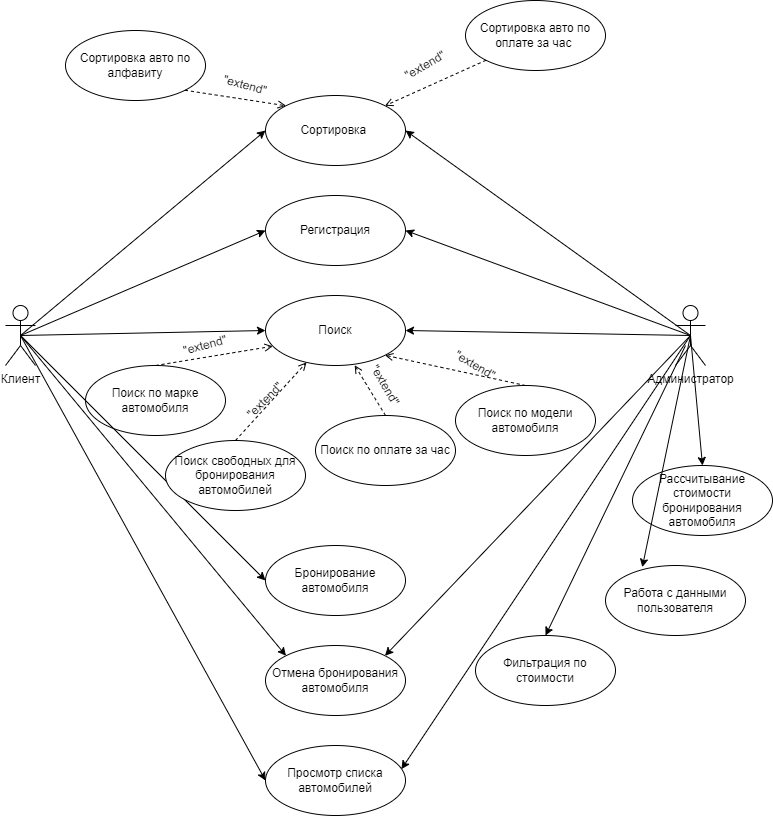 Сортировка авто по
алфавиту
Сортировка авто по
оплате за час
"extend"
"extend"
Сортировка
Регистрация
Поиск
Клиент
Администратор
"extend"
"extend"
"extend"
"extend"
Поиск по марке
автомобиля
Поиск свободных для
бронирования
автомобилей
Поиск по оплате за час
Поиск по модели
автомобиля
Рассчитывание
стоимости
бронирования
автомобиля
Бронирование
автомобиля
Работа с данными
пользователя
Отмена бронирования
автомобиля
Фильтрация по
стоимости
Просмотр списка
автомобилей